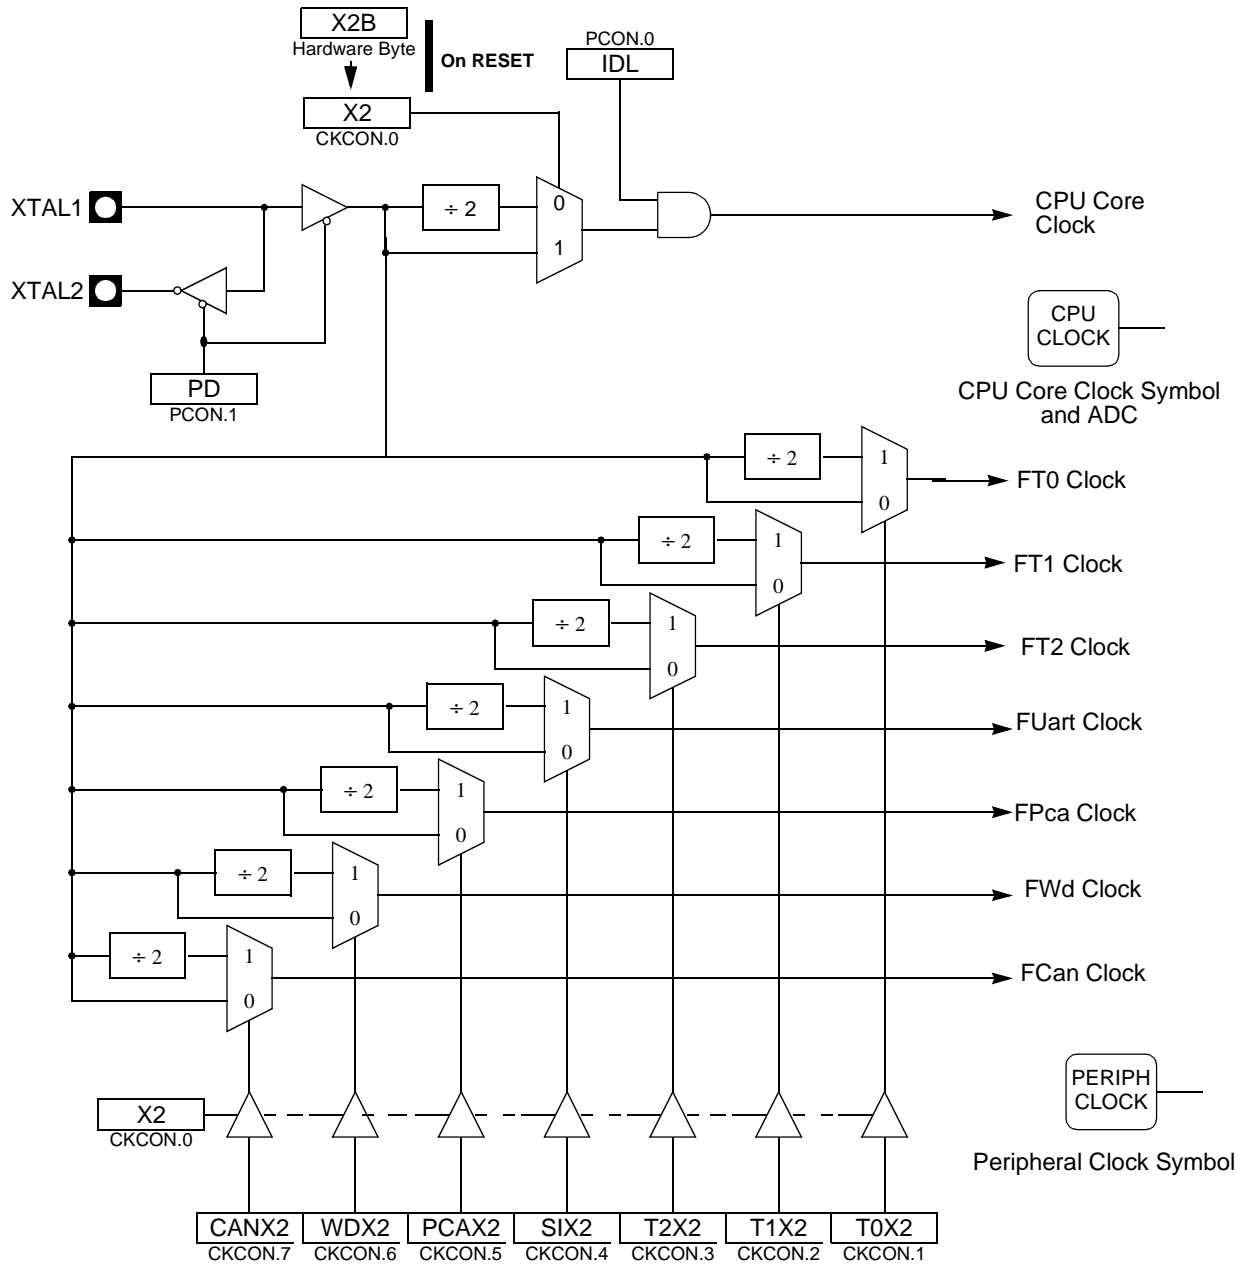 X2B
Hardware Byte
On RESET
PCON.0
IDL
X2
CKCON.0
XTAL1
÷ 2
0
1
CPU Core
Clock
XTAL2
PD
PCON.1
CPU
CLOCK
CPU Core Clock Symbol
and ADC
÷ 2
1
0
FT0 Clock
÷ 2
1
0
FT1 Clock
÷ 2
1
0
FT2 Clock
÷ 2
1
0
FUart Clock
÷ 2
1
0
FPca Clock
÷ 2
1
0
FWd Clock
÷ 2
1
0
FCan Clock
X2
CKCON.0
PERIPH
CLOCK
Peripheral Clock Symbol
CANX2 WDX2 PCAX2 SIX2 T2X2 T1X2 T0X2
CKCON.7 CKCON.6 CKCON.5 CKCON.4 CKCON.3 CKCON.2 CKCON.1